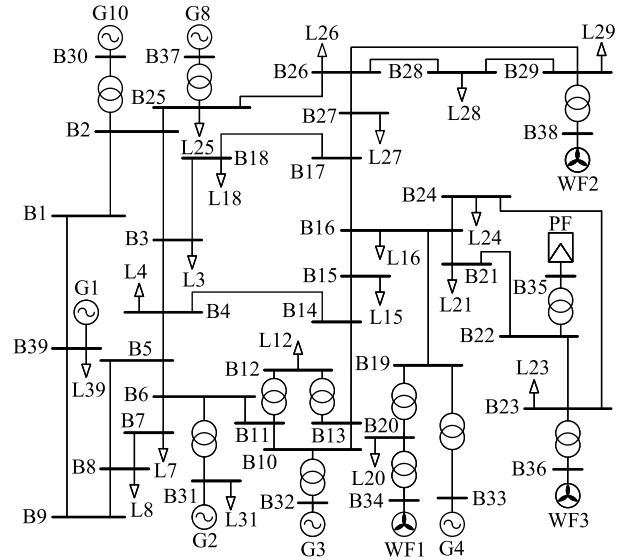 G10 G8 L26 L29
B30 B37
B26 B28 B29
B25
L28
B27
B2 L25 B38
B18 L27
B17 WF2
L18 B24
B1 PF
B16 L24
B3 L16
L4 L3 B15 B21
G1 B35
B4 L21
B14 L15
L12 B22
B39 B5
B12 B19 L23
L39
B6
B7 B20 B23
B11 B13
B8 B10
L7 L20 B36
B31 B32 B34 B33
L8 L31
B9
G2 G3 WF1 G4 WF3